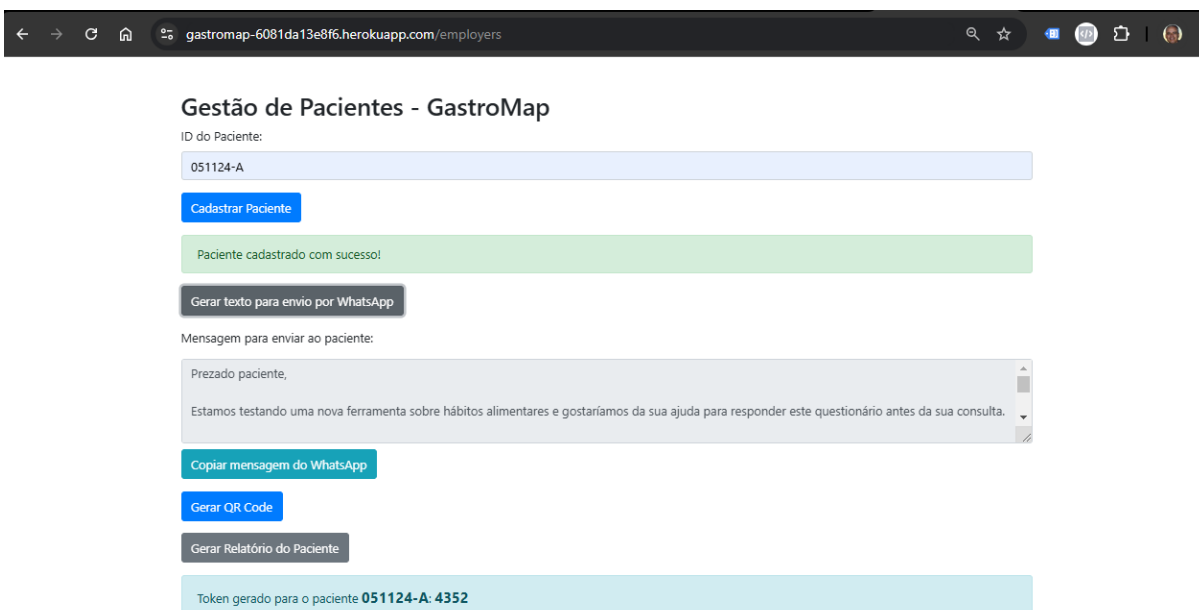 gastromap-6081da13e8f6.herokuapp.com/employers
Gestão de Pacientes - GastroMap
ID do Paciente:
051124-A
Cadastrar Paciente
Paciente cadastrado com sucesso!
Gerar texto para envio por WhatsApp
Mensagem para enviar ao paciente:
Prezado paciente,
Estamos testando uma nova ferramenta sobre hábitos alimentares e gostaríamos da sua ajuda para responder este questionário antes da sua consulta.
Copiar mensagem do WhatsApp
Gerar QR Code
Gerar Relatório do Paciente
Token gerado para o paciente 051124-A: 4352